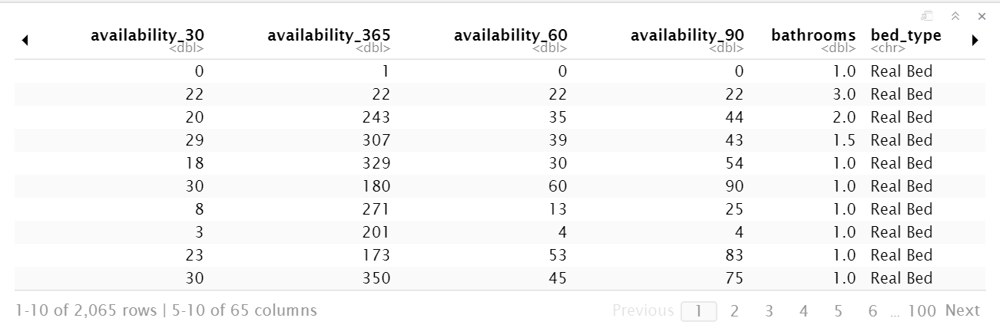 availability_30 availability_365 availability_60 availability_90 bathrooms bed_type
<dbl> <dbl> <dbl> <dbl> <dbl> <chr>
0 1 0 0 1.0 Real Bed
22 22 22 22 3.0 Real Bed
20 243 35 44 2.0 Real Bed
29 307 39 43 1.5 Real Bed
18 329 30 54 1.0 Real Bed
30 180 60 90 1.0 Real Bed
8 271 13 25 1.0 Real Bed
3 201 4 4 1.0 Real Bed
23 173 53 83 1.0 Real Bed
30 350 45 75 1.0 Real Bed
1-10 of 2,065 rows | 5-10 of 65 columns Previous 1 2 3 4 5 6 ... 100 Next